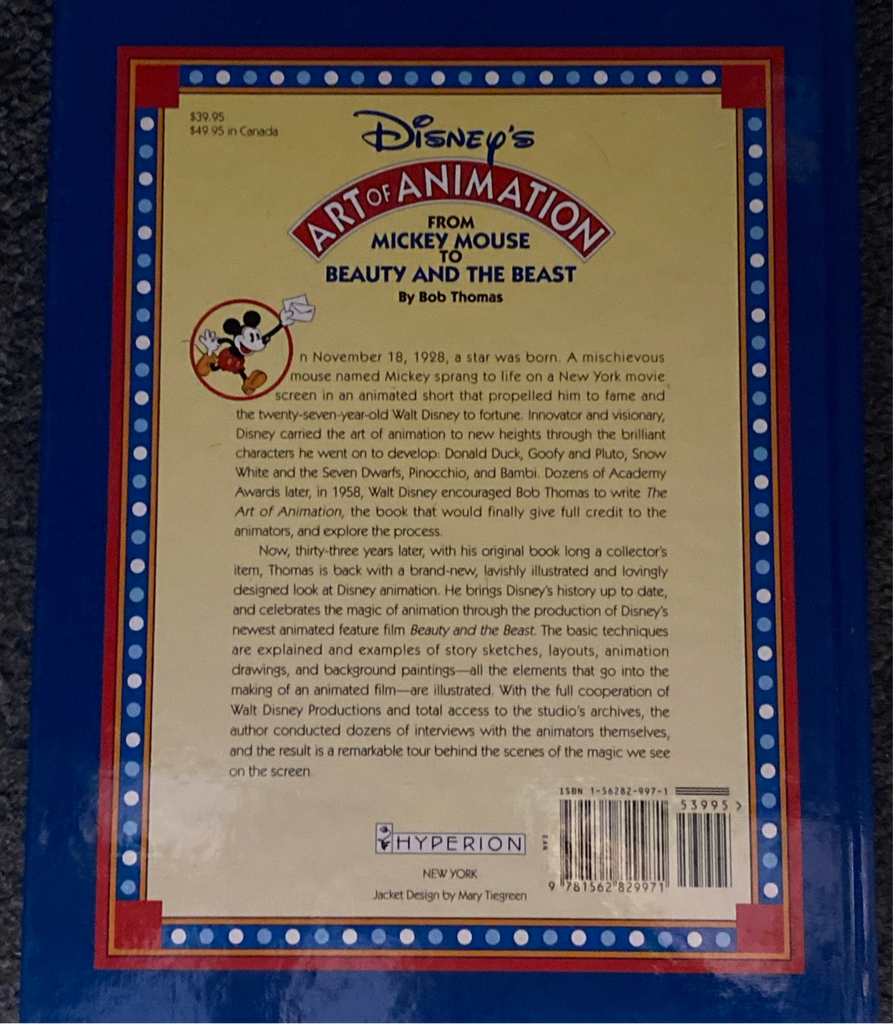 $39.95
$49.95 in Canada
DISNEY'S
ART OF ANIMATION
FROM
MICKEY MOUSE
TO
BEAUTY AND THE BEAST
By Bob Thomas
n November 18, 1928, a star was born. A mischievous
mouse named Mickey sprang to life on a New York movie
screen in an animated short that propelled him to fame and
the twenty-seven-year-old Walt Disney to fortune. Innovator and visionary,
Disney carried the art of animation to new heights through the brilliant
characters he went on to develop: Donald Duck, Goofy and Pluto, Snow
White and the Seven Dwarfs, Pinocchio, and Bambi. Dozens of Academy
Awards later, in 1958, Walt Disney encouraged Bob Thomas to write The
Art of Animation, the book that would finally give full credit to the
animators, and explore the process.
Now, thirty-three years later, with his original book long a collector's
item, Thomas is back with a brand-new, lavishly illustrated and lovingly
designed look at Disney animation. He brings Disney's history up to date,
and celebrates the magic of animation through the production of Disney's
newest animated feature film Beauty and the Beast. The basic techniques
are explained and examples of story sketches, layouts, animation
drawings, and background paintings—all the elements that go into the
making of an animated film—are illustrated. With the full cooperation of
Walt Disney Productions and total access to the studio's archives, the
author conducted dozens of interviews with the animators themselves,
and the result is a remarkable tour behind the scenes of the magic we see
on the screen.
ISBN 1-56282-997-1
53995>
EAN
9 781562 829971
HYPERION
NEW YORK
Jacket Design by Mary Tiegreen